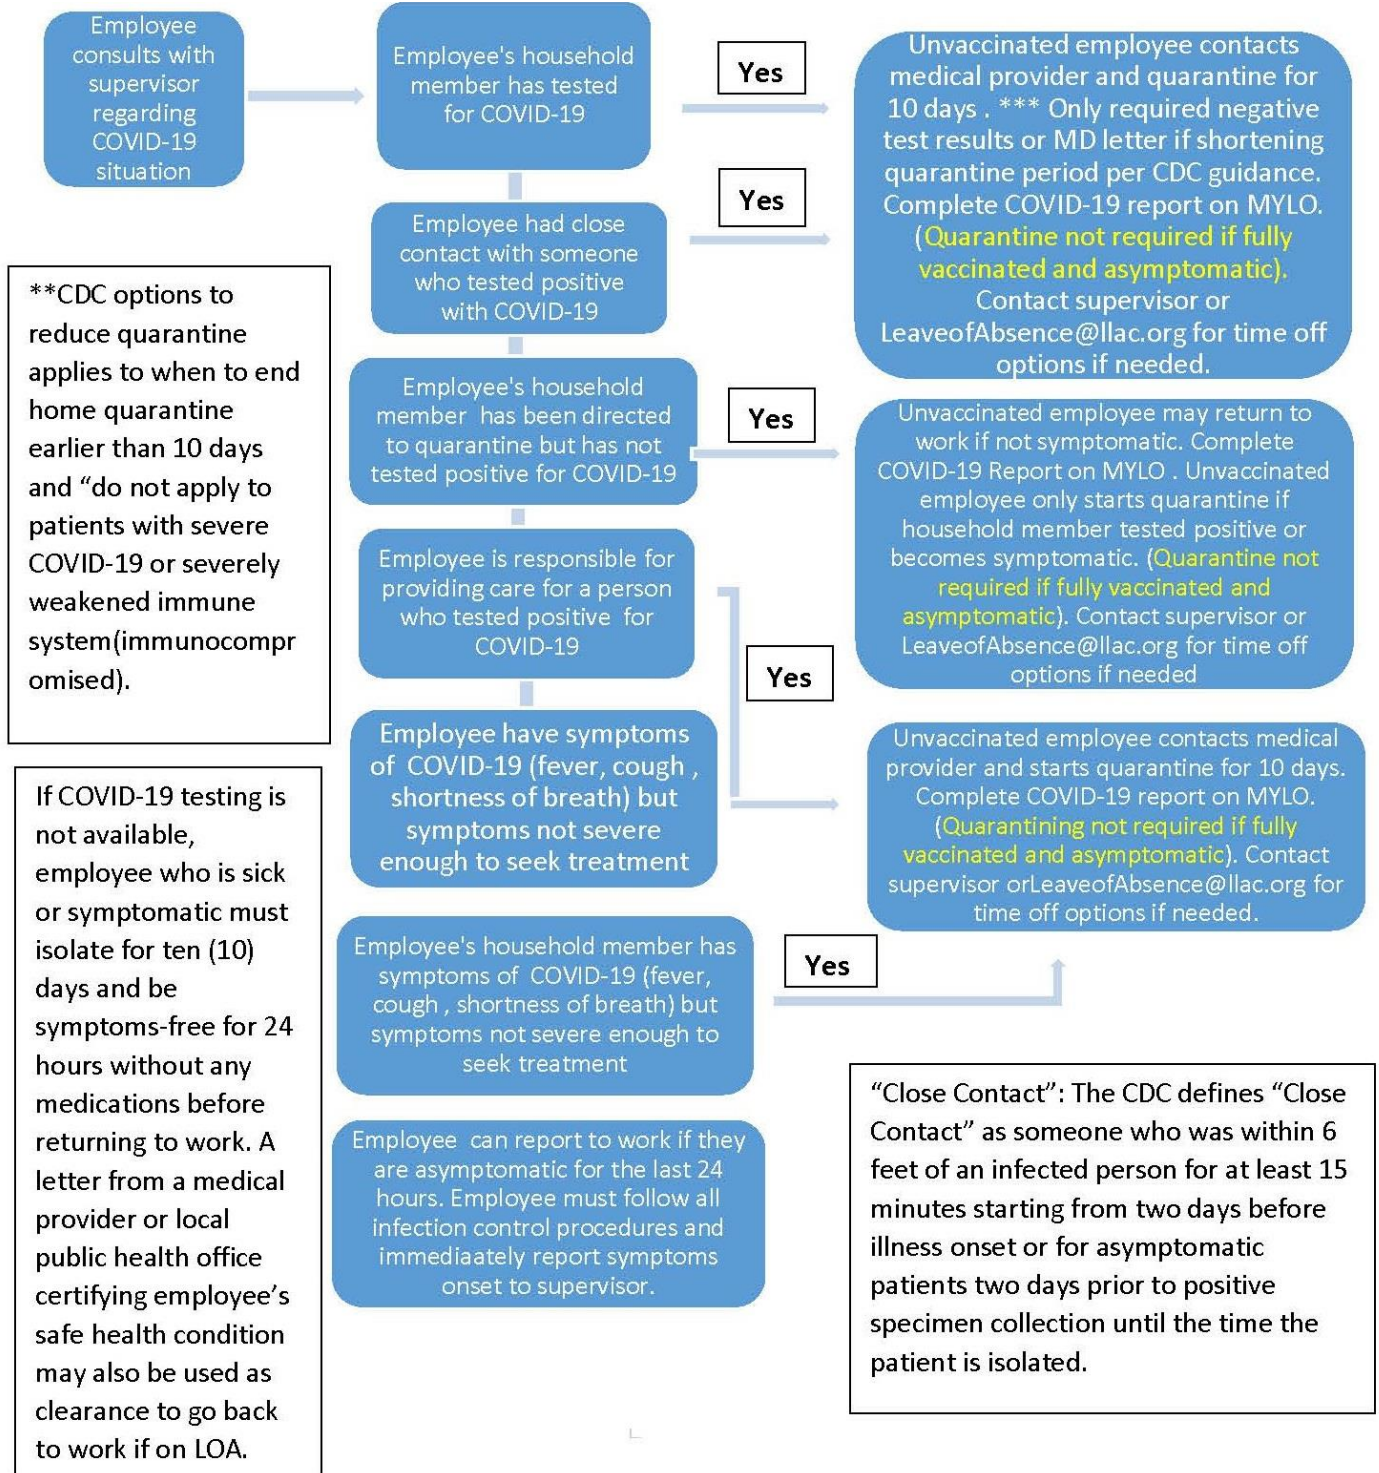 Employee
consults with
supervisor
regarding
COVID-19
situation
Employee's household
member has tested
for COVID-19
Yes
Unvaccinated employee contacts
medical provider and quarantine for
10 days . *** Only required negative
test results or MD letter if shortening
quarantine period per CDC guidance.
Complete COVID-19 report on MYLO.
(Quarantine not required if fully
vaccinated and asymptomatic).
Contact supervisor or
LeaveofAbsence@llac.org for time off
options if needed.
Employee had close
contact with someone
who tested positive
with COVID-19
Yes
**CDC options to
reduce quarantine
applies to when to end
home quarantine
earlier than 10 days
and “do not apply to
patients with severe
COVID-19 or severely
weakened immune
system(immunocompr
omised).
Employee's household
member has been directed
to quarantine but has not
tested positive for COVID-19
Yes
Unvaccinated employee may return to
work if not symptomatic. Complete
COVID-19 Report on MYLO . Unvaccinated
employee only starts quarantine if
household member tested positive or
becomes symptomatic. (Quarantine not
required if fully vaccinated and
asymptomatic). Contact supervisor or
LeaveofAbsence@llac.org for time off
options if needed
Employee is responsible for
providing care for a person
who tested positive for
COVID-19
Yes
Employee have symptoms
of COVID-19 (fever, cough ,
shortness of breath) but
symptoms not severe
enough to seek treatment
Unvaccinated employee contacts medical
provider and starts quarantine for 10 days.
Complete COVID-19 report on MYLO.
(Quarantining not required if fully
vaccinated and asymptomatic). Contact
supervisor orLeaveofAbsence@llac.org for
time off options if needed.
If COVID-19 testing is
not available,
employee who is sick
or symptomatic must
isolate for ten (10)
days and be
symptoms-free for 24
hours without any
medications before
returning to work. A
letter from a medical
provider or local
public health office
certifying employee’s
safe health condition
may also be used as
clearance to go back
to work if on LOA.
Employee's household member has
symptoms of COVID-19 (fever,
cough , shortness of breath) but
symptoms not severe enough to
seek treatment
Yes
Employee can report to work if they
are asymptomatic for the last 24
hours. Employee must follow all
infection control procedures and
immediaately report symptoms
onset to supervisor.
“Close Contact”: The CDC defines “Close
Contact” as someone who was within 6
feet of an infected person for at least 15
minutes starting from two days before
illness onset or for asymptomatic
patients two days prior to positive
specimen collection until the time the
patient is isolated.